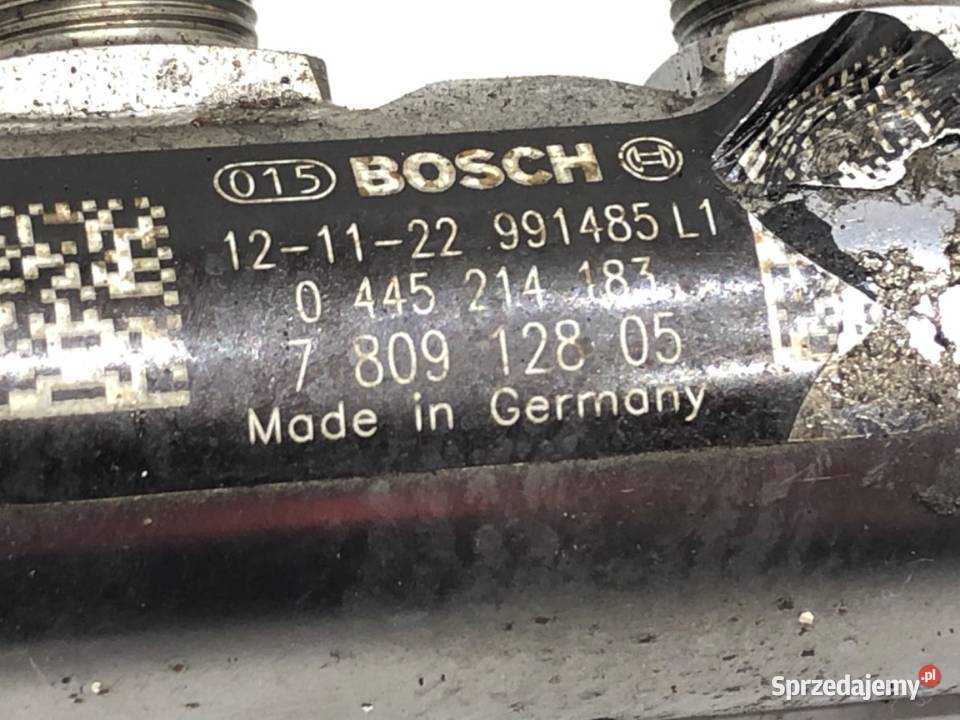 015 BOSCH
12-11-22 991485 L1
0 445 214 183
7 809 128 05
Made in Germany
Sprzedajemy.pl